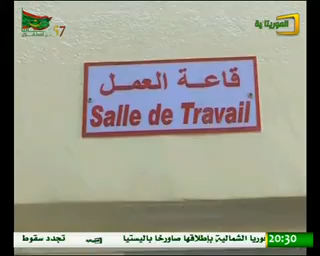 الموريتانية
قاعة العمل
Salle de Travail
تجدد سقوط
كوريا الشمالية بإطلاقها صاروخا باليستيا
20:30